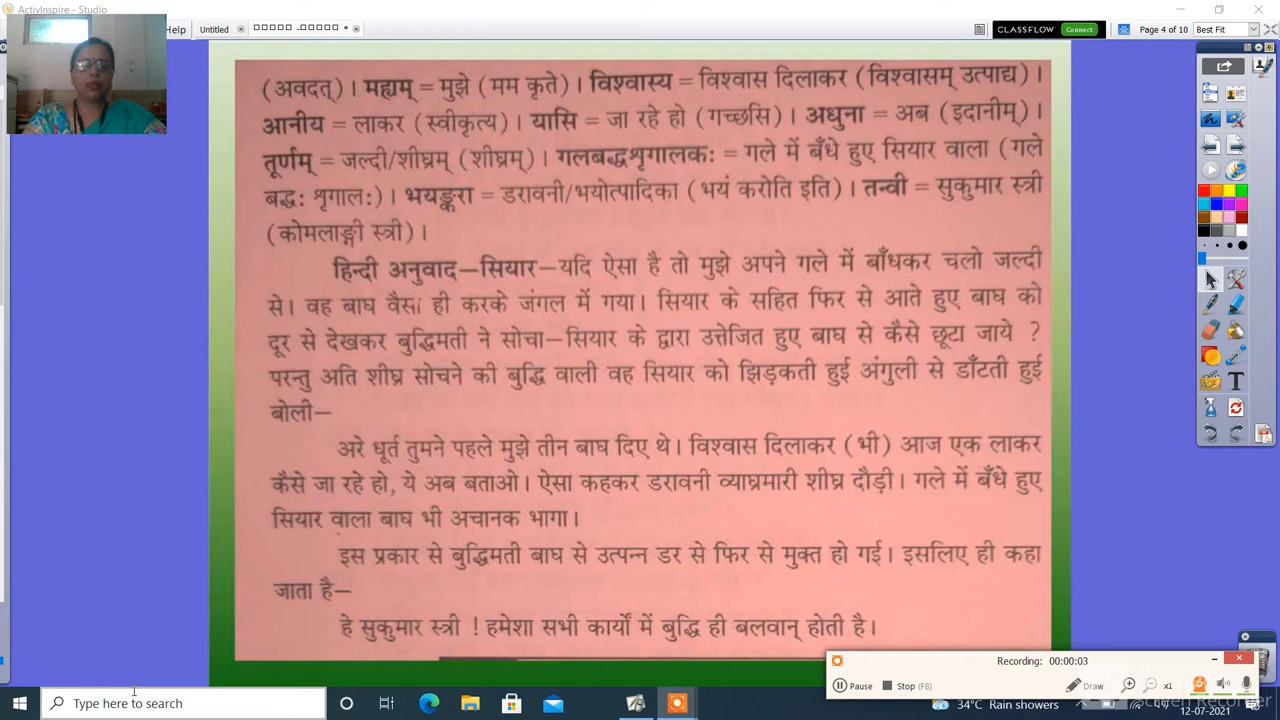 ActivInspire - Studio
Help Untitled CLASSFLOW Connect Page 4 of 10 Best Fit
(अवदत्)। मह्यम् = मुझे (मम कृते)। विश्वास्य = विश्वास दिलाकर (विश्वासम् उत्पाद्य)।
आनीय = लाकर (स्वीकृत्य)। यासि = जा रहे हो (गच्छसि)। अधुना = अब (इदानीम्)।
तूर्णम् = जल्दी/शीघ्रम् (शीघ्रम्)। गलबद्धशृगालकः = गले में बँधे हुए सियार वाला (गले
बद्धः शृगालः)। भयङ्करा = डरावनी/भयोत्पादिका (भयं करोति इति)। तन्वी = सुकुमार स्त्री
(कोमलाङ्गी स्त्री)।
हिन्दी अनुवाद–सियार–यदि ऐसा है तो मुझे अपने गले में बाँधकर चलो जल्दी
से। वह बाघ वैसा ही करके जंगल में गया। सियार के सहित फिर से आते हुए बाघ को
दूर से देखकर बुद्धिमती ने सोचा–सियार के द्वारा उत्तेजित हुए बाघ से कैसे छूटा जाये ?
परन्तु अति शीघ्र सोचने की बुद्धि वाली वह सियार को झिड़कती हुई अंगुली से डाँटती हुई
बोली–
अरे धूर्त तुमने पहले मुझे तीन बाघ दिए थे। विश्वास दिलाकर (भी) आज एक लाकर
कैसे जा रहे हो, ये अब बताओ। ऐसा कहकर डरावनी व्याघ्रमारी शीघ्र दौड़ी। गले में बँधे हुए
सियार वाला बाघ भी अचानक भागा।
इस प्रकार से बुद्धिमती बाघ से उत्पन्न डर से फिर से मुक्त हो गई। इसलिए ही कहा
जाता है–
हे सुकुमार स्त्री ! हमेशा सभी कार्यों में बुद्धि ही बलवान् होती है।
Recording: 00:00:03
Pause Stop (F8) Draw x1
Type here to search
34°C Rain showers
12-07-2021
Screen Recorder